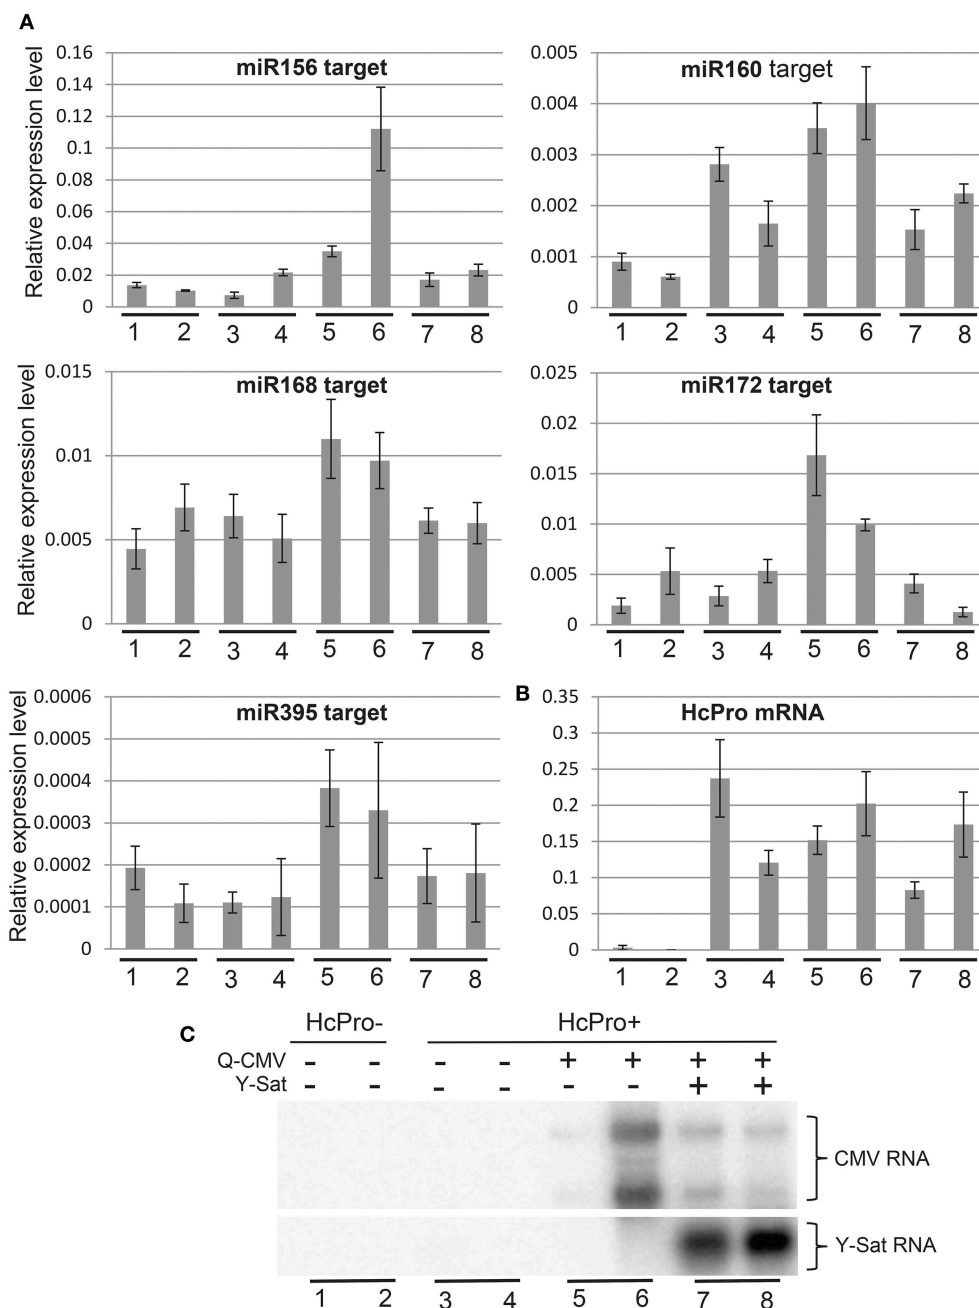 A
Relative expression level
miR156 target
0.16
0.14
0.12
0.1
0.08
0.06
0.04
0.02
0
1 2 3 4 5 6 7 8
miR160 target
0.005
0.004
0.003
0.002
0.001
0
1 2 3 4 5 6 7 8
Relative expression level
miR168 target
0.015
0.01
0.005
0
1 2 3 4 5 6 7 8
miR172 target
0.025
0.02
0.015
0.01
0.005
0
1 2 3 4 5 6 7 8
Relative expression level
miR395 target
0.0006
0.0005
0.0004
0.0003
0.0002
0.0001
0
1 2 3 4 5 6 7 8
B
HcPro mRNA
0.35
0.3
0.25
0.2
0.15
0.1
0.05
0
1 2 3 4 5 6 7 8
C
HcPro- HcPro+
Q-CMV - - - - + + + +
Y-Sat - - - - - - + +
CMV RNA
Y-Sat RNA
1 2 3 4 5 6 7 8